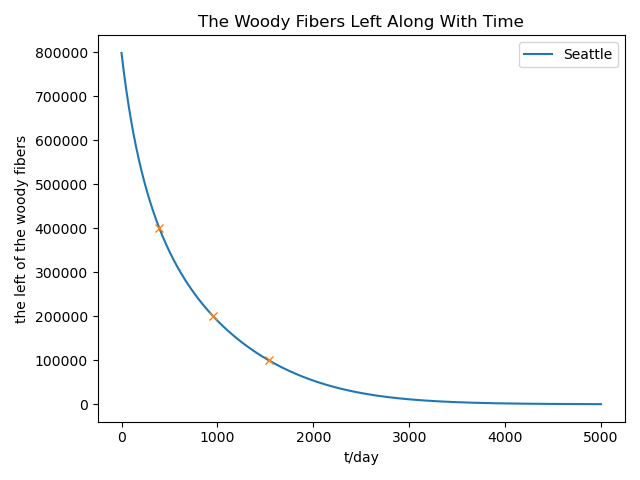 The Woody Fibers Left Along With Time
Seattle
800000
700000
600000
500000
400000
300000
200000
100000
0
the left of the woody fibers
0 1000 2000 3000 4000 5000
t/day